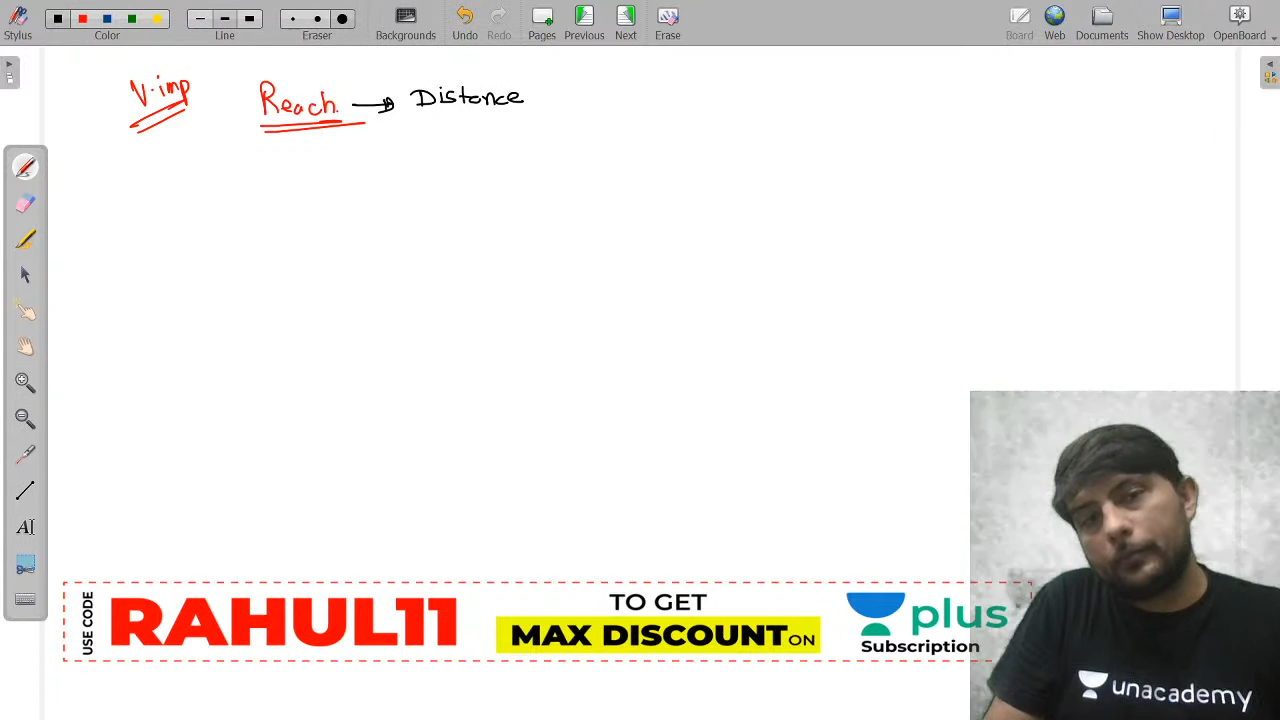 Stylus Color Line Eraser Backgrounds Undo Redo Pages Previous Next Erase Board Web Documents Show Desktop OpenBoard
V.imp Reach. → Distance
AI
USE CODE RAHUL11 TO GET MAX DISCOUNT ON plus Subscription
unacademy